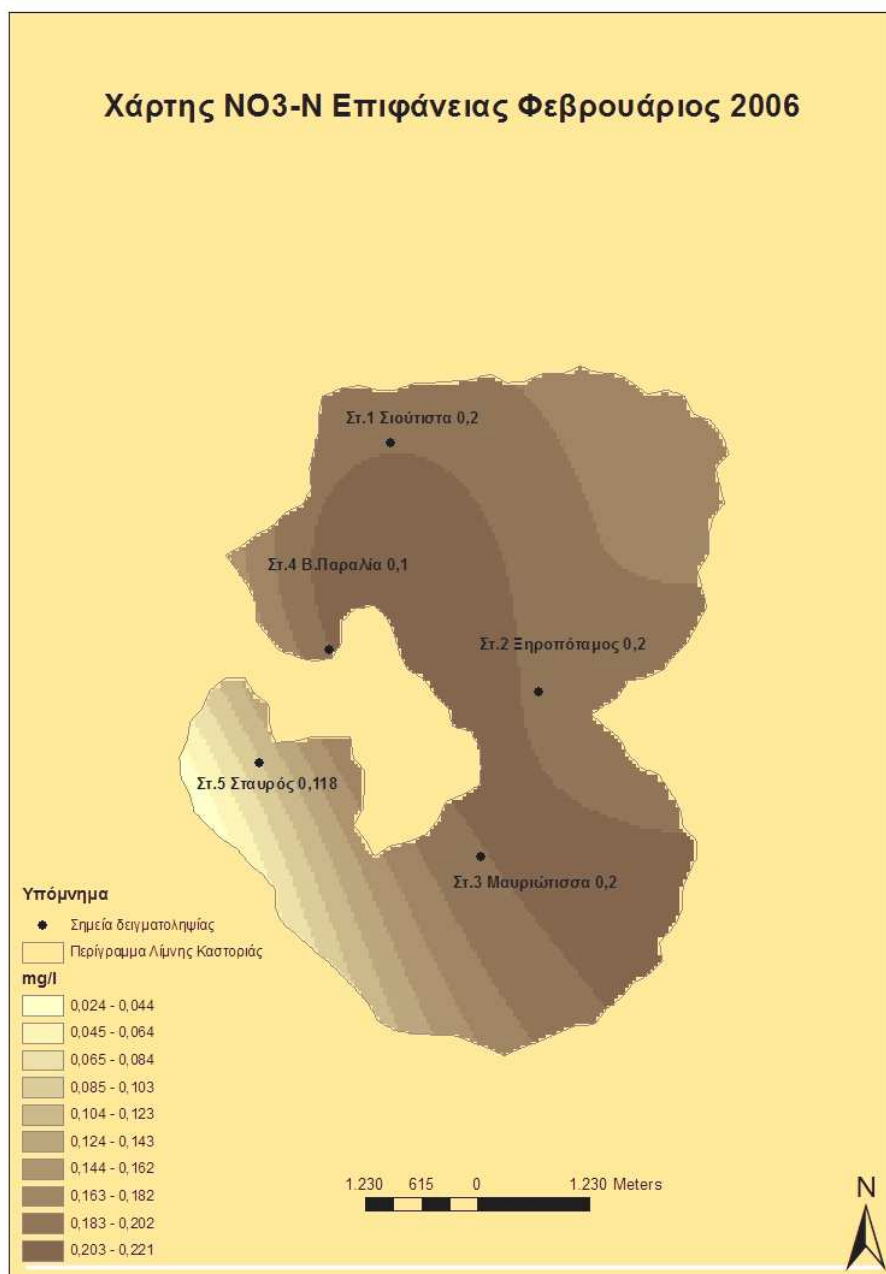 Χάρτης NO3-N Επιφάνειας Φεβρουάριος 2006
Στ.1 Σιούτιστα 0,2
Στ.4 Β.Παραλία 0,1
Στ.2 Ξηροπόταμος 0,2
Στ.5 Σταυρός 0,118
Στ.3 Μαυριώτισσα 0,2
Υπόμνημα
Σημεία δειγματοληψίας
Περίγραμμα Λίμνης Καστοριάς
mg/l
0,024 - 0,044
0,045 - 0,064
0,065 - 0,084
0,085 - 0,103
0,104 - 0,123
0,124 - 0,143
0,144 - 0,162
0,163 - 0,182
0,183 - 0,202
0,203 - 0,221
1.230 615 0 1.230 Meters
N